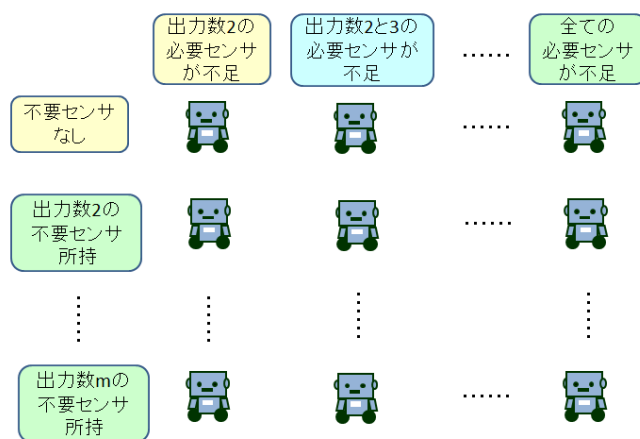 出力数2の
必要センサ
が不足
出力数2と3の
必要センサが
不足
……
全ての
必要センサ
が不足
不要センサ
なし
……
出力数2の
不要センサ
所持
……
出力数mの
不要センサ
所持
……